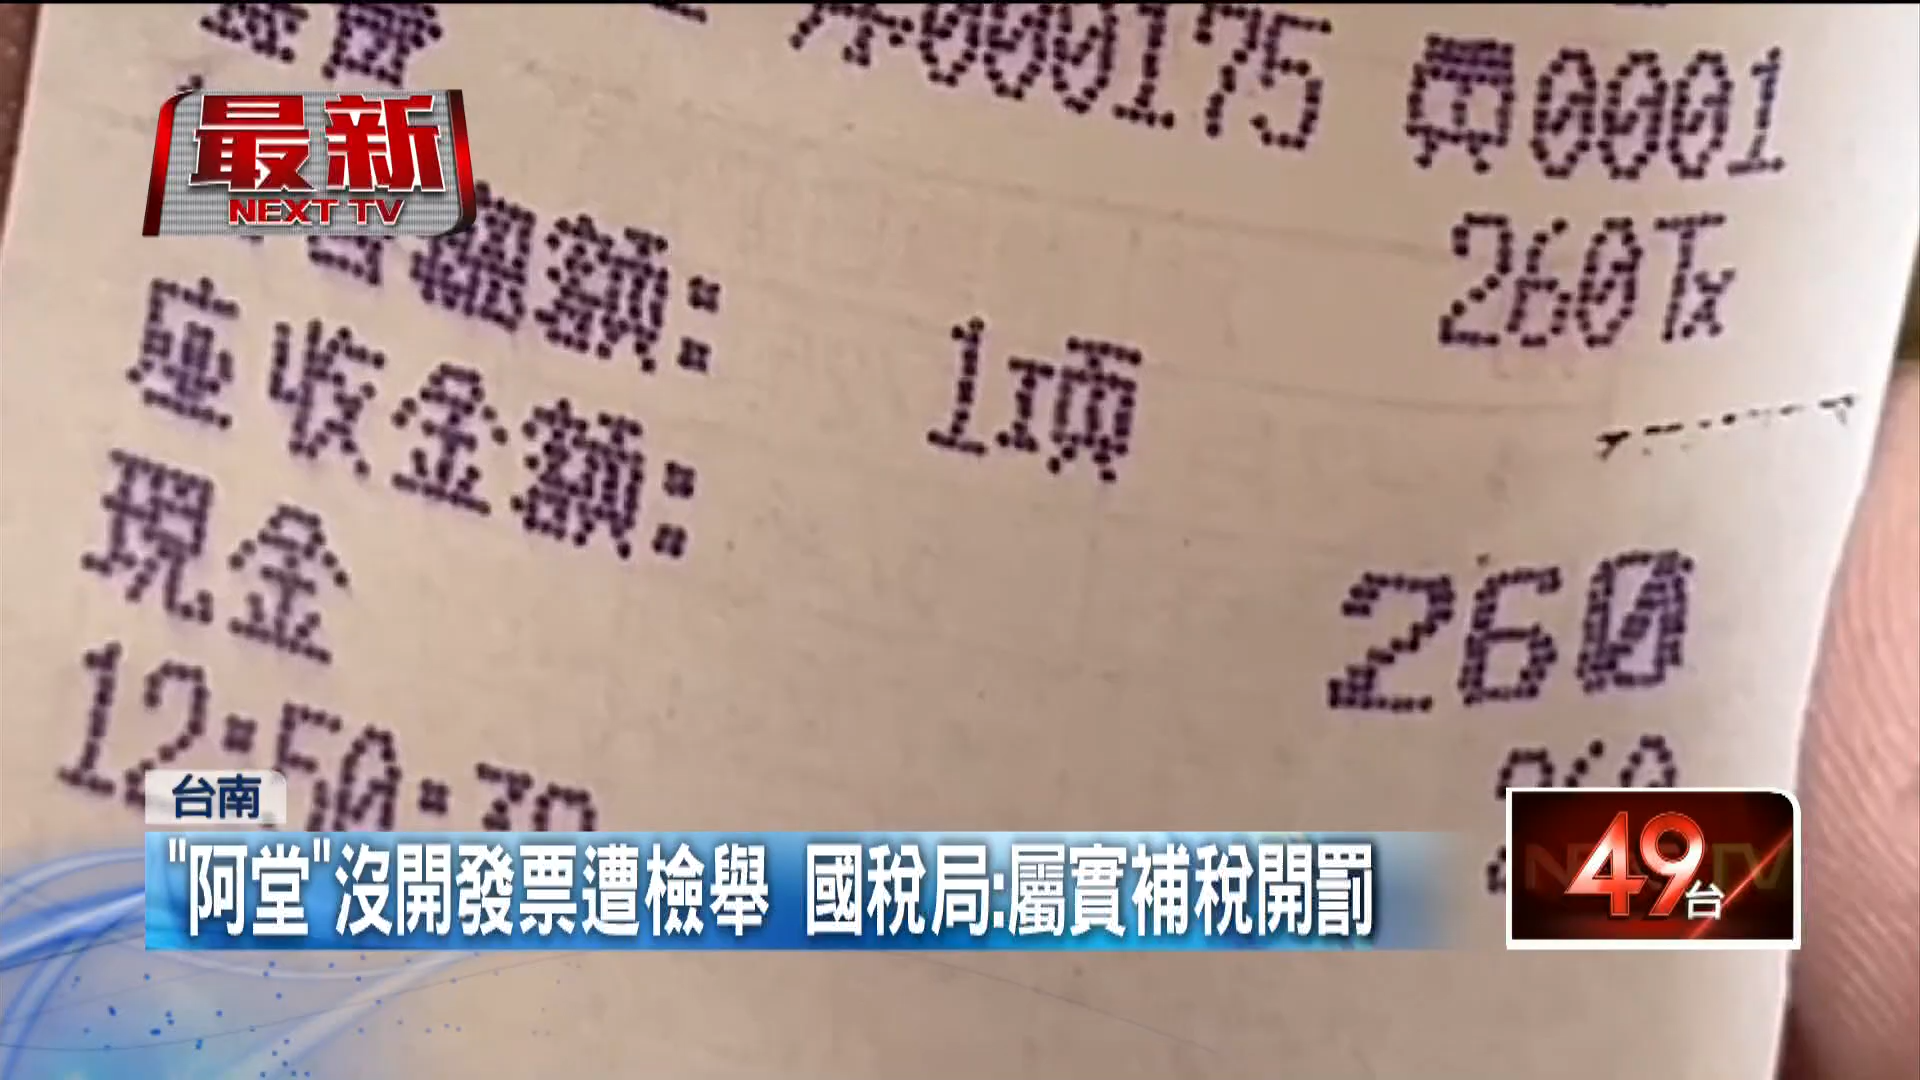 000175 0001
最新
NEXT TV
260Tx
額:
1項
應收金額:
260
現金
台南
"阿堂"沒開發票遭檢舉 國稅局:屬實補稅開罰
49台